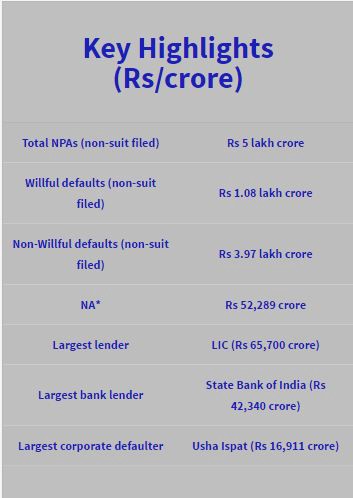 Key Highlights
(Rs/crore)
Total NPAs (non-suit filed) Rs 5 lakh crore
Willful defaults (non-suit
filed) Rs 1.08 lakh crore
Non-Willful defaults (non-suit
filed) Rs 3.97 lakh crore
NA* Rs 52,289 crore
Largest lender LIC (Rs 65,700 crore)
Largest bank lender State Bank of India (Rs
42,340 crore)
Largest corporate defaulter Usha Ispat (Rs 16,911 crore)